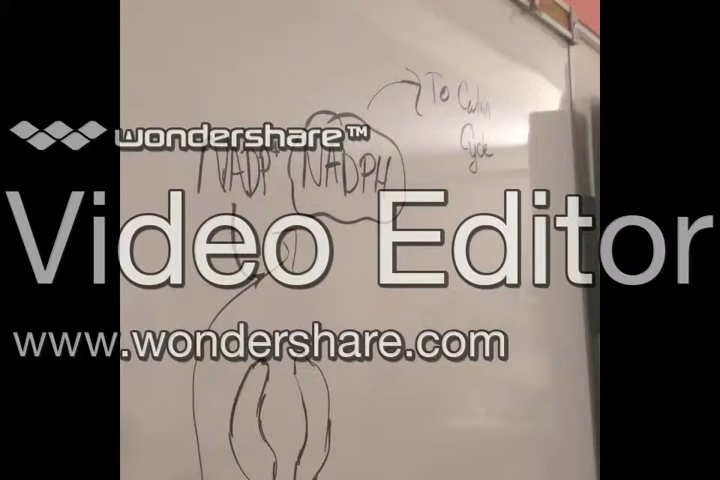 To Calvin
Cycle
wondershare™
NADP⁺ NADPH
Video Editor
www.wondershare.com